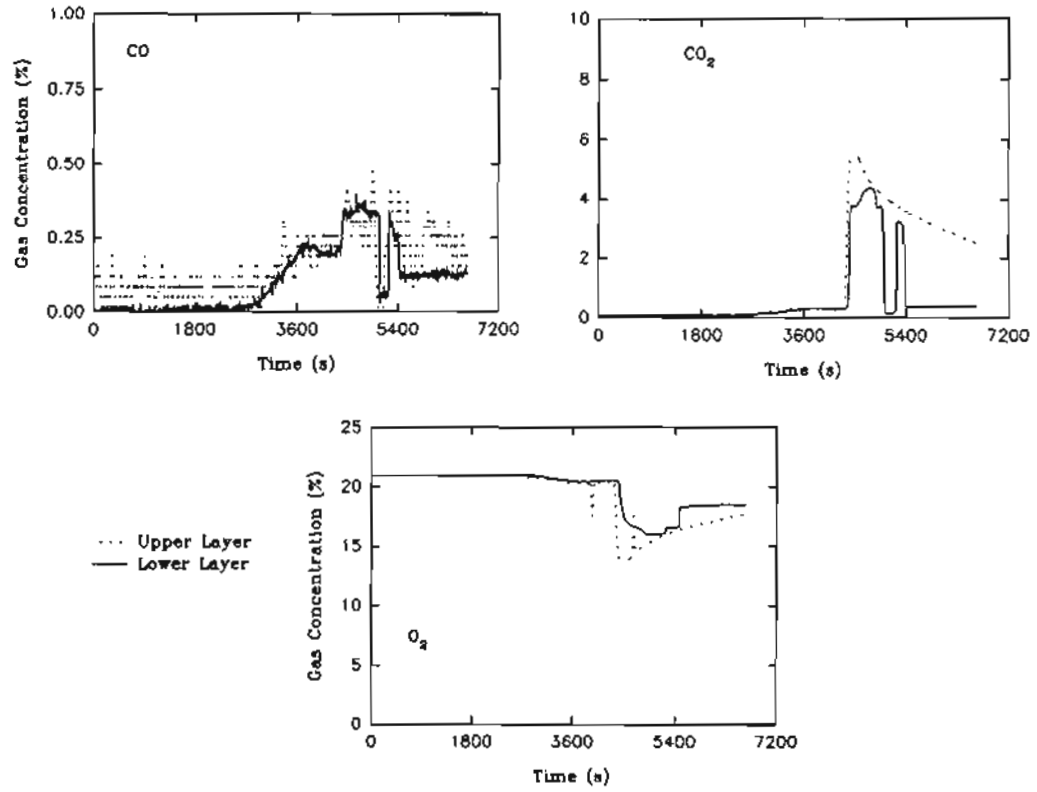 1.00
0.75
0.50
0.25
0.00
Gas Concentration (%)
CO
0 1800 3600 5400 7200
Time (s)
10
8
6
4
2
0
CO₂
0 1800 3600 5400 7200
Time (s)
25
20
15
10
5
0
Gas Concentration (%)
O₂
0 1800 3600 5400 7200
Time (s)
Upper Layer
Lower Layer